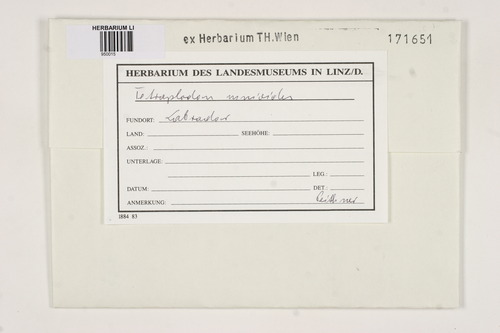 HERBARIUM LI
ex Herbarium TH.Wien
171651
HERBARIUM DES LANDESMUSEUMS IN LINZ/D.
Tetraplodon mnioides
FUNDORT: Labrador
LAND: SEEHÖHE:
ASSOZ.:
UNTERLAGE:
LEG.:
DATUM: DET.:
ANMERKUNG:
1884 83